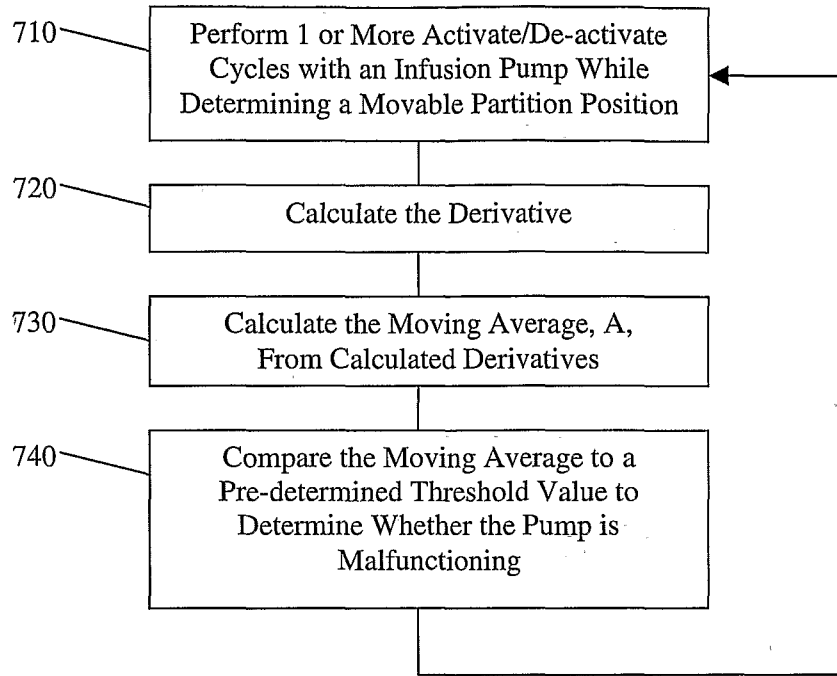 710
Perform 1 or More Activate/De-activate
Cycles with an Infusion Pump While
Determining a Movable Partition Position
720
Calculate the Derivative
730
Calculate the Moving Average, A,
From Calculated Derivatives
740
Compare the Moving Average to a
Pre-determined Threshold Value to
Determine Whether the Pump is
Malfunctioning